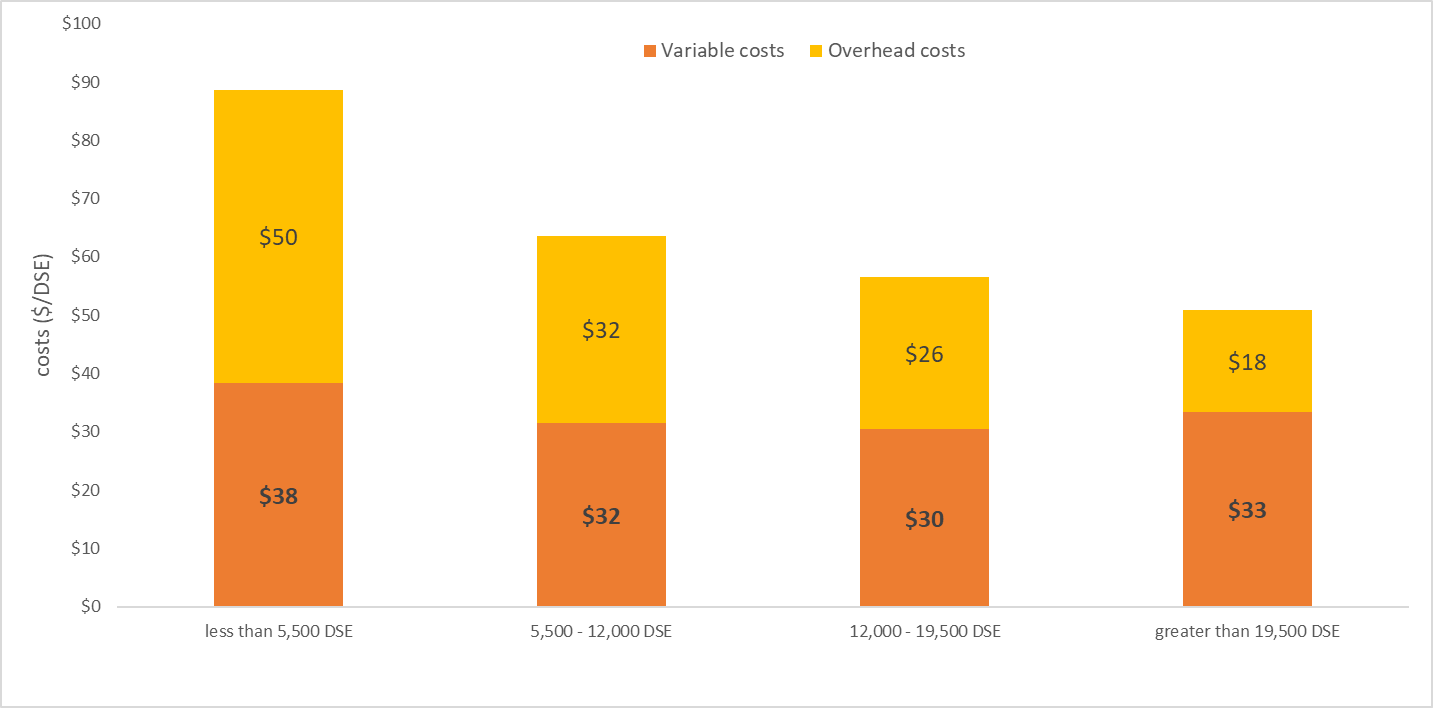 $100
Variable costs
Overhead costs
$90
$80
$70
$60
$50
$40
$30
$20
$10
$0
costs ($/DSE)
$50
$32
$26
$18
$38
$32
$30
$33
less than 5,500 DSE
5,500 - 12,000 DSE
12,000 - 19,500 DSE
greater than 19,500 DSE